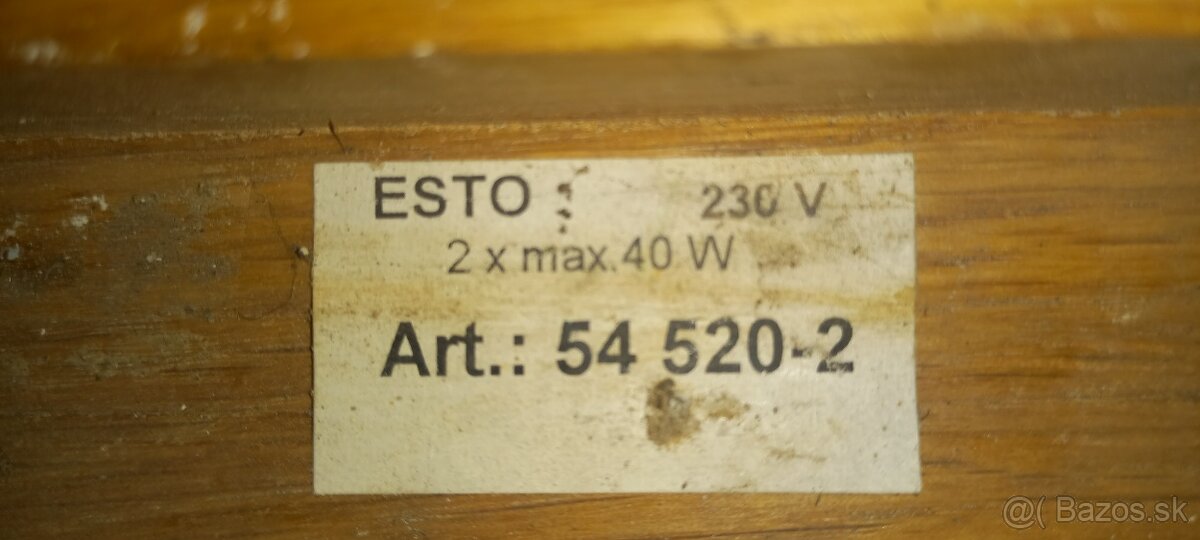 ESTO 230 V
2 x max.40 W
Art.: 54 520-2
@( Bazos.sk